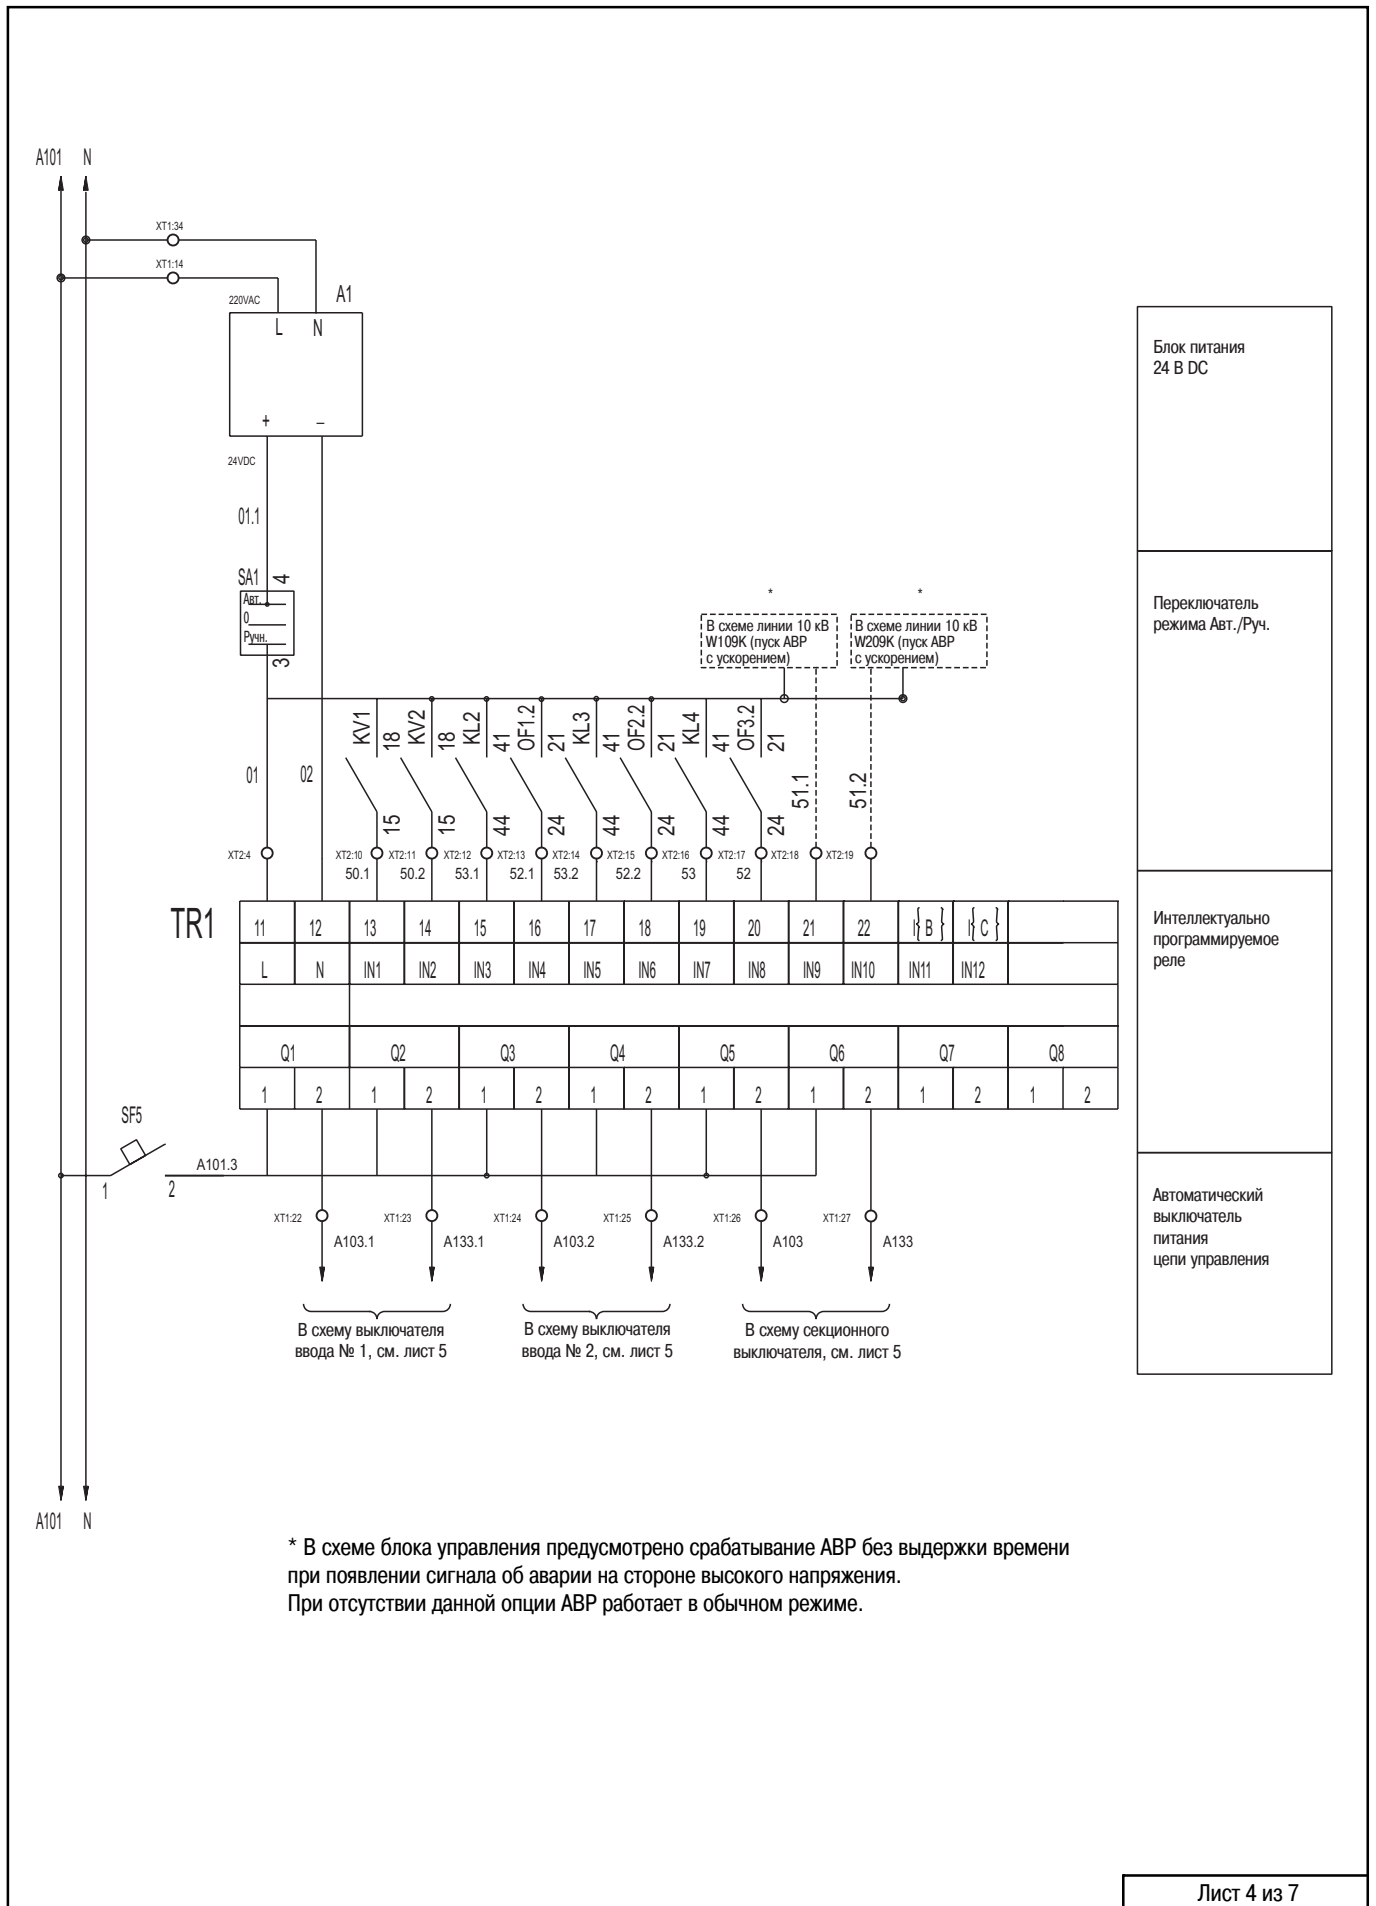 A101 N
XT1:34
XT1:14
220VAC
A1
L N
+ –
24VDC
01.1
SA1 4
Авт.
0
Ручн.
3
* *
В схеме линии 10 кВ
W109K (пуск АВР
с ускорением)
В схеме линии 10 кВ
W209K (пуск АВР
с ускорением)
KV1 18 KV2 18 KL2 41 OF1.2 21 KL3 41 OF2.2 21 KL4 41 OF3.2 21
01 02 51.1 51.2
15 15 44 24 44 24 44 24
XT2:4 XT2:10 XT2:11 XT2:12 XT2:13 XT2:14 XT2:15 XT2:16 XT2:17 XT2:18 XT2:19
50.1 50.2 53.1 52.1 53.2 52.2 53 52
TR1
11 12 13 14 15 16 17 18 19 20 21 22 I{ B } I{ C }
L N IN1 IN2 IN3 IN4 IN5 IN6 IN7 IN8 IN9 IN10 IN11 IN12
Q1 Q2 Q3 Q4 Q5 Q6 Q7 Q8
1 2 1 2 1 2 1 2 1 2 1 2 1 2 1 2
SF5
1 2
A101.3
XT1:22 XT1:23 XT1:24 XT1:25 XT1:26 XT1:27
A103.1 A133.1 A103.2 A133.2 A103 A133
В схему выключателя
ввода № 1, см. лист 5
В схему выключателя
ввода № 2, см. лист 5
В схему секционного
выключателя, см. лист 5
Блок питания
24 В DC
Переключатель
режима Авт./Руч.
Интеллектуально
программируемое
реле
Автоматический
выключатель
питания
цепи управления
A101 N
* В схеме блока управления предусмотрено срабатывание АВР без выдержки времени
при появлении сигнала об аварии на стороне высокого напряжения.
При отсутствии данной опции АВР работает в обычном режиме.
Лист 4 из 7